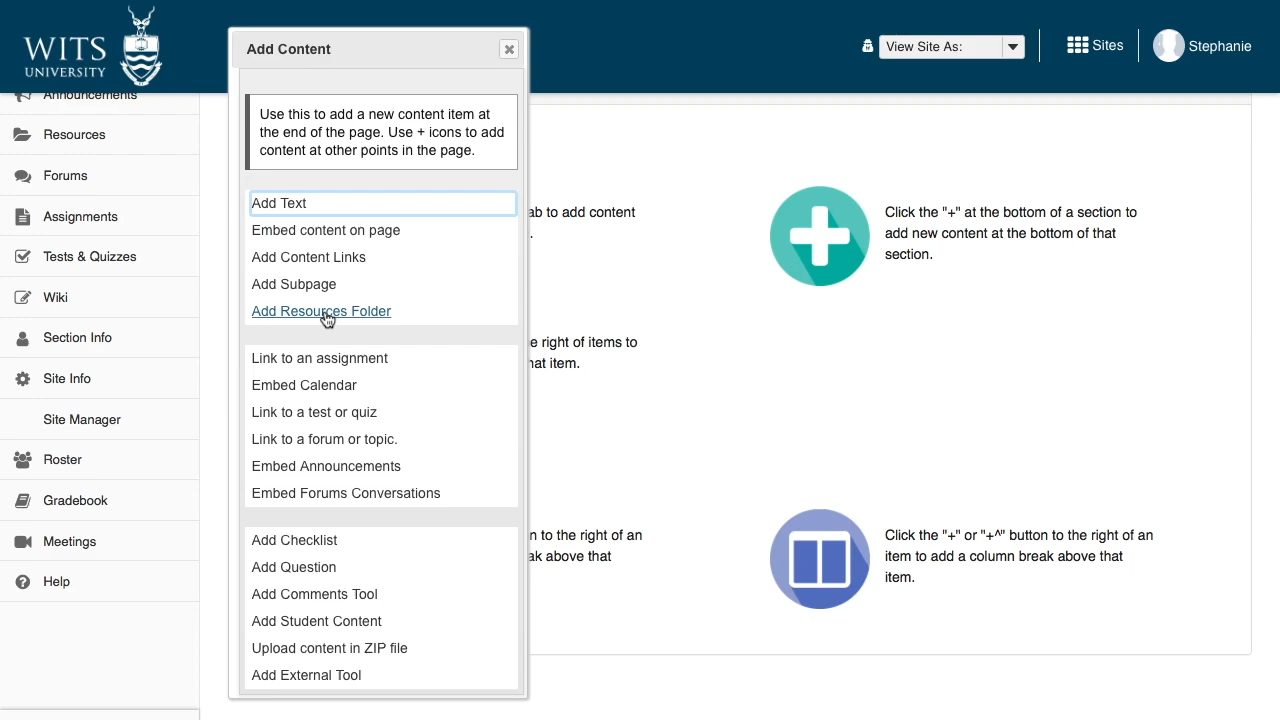 WITS
UNIVERSITY
View Site As:
Sites
Stephanie
Announcements
Resources
Forums
Assignments
Tests & Quizzes
Wiki
Section Info
Site Info
Site Manager
Roster
Gradebook
Meetings
Help
Add Content
Use this to add a new content item at
the end of the page. Use + icons to add
content at other points in the page.
Add Text
Embed content on page
Add Content Links
Add Subpage
Add Resources Folder
Link to an assignment
Embed Calendar
Link to a test or quiz
Link to a forum or topic.
Embed Announcements
Embed Forums Conversations
Add Checklist
Add Question
Add Comments Tool
Add Student Content
Upload content in ZIP file
Add External Tool
to add content
.
right of items to
item.
to the right of an
above that
Click the "+" at the bottom of a section to
add new content at the bottom of that
section.
Click the "+" or "+^" button to the right of an
item to add a column break above that
item.